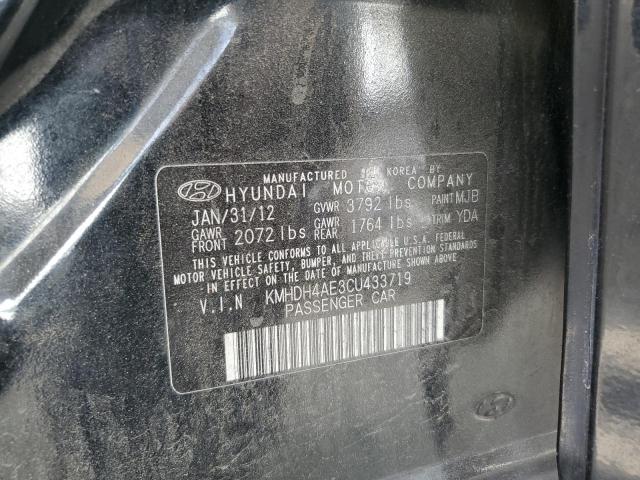 MANUFACTURED IN KOREA BY
HYUNDAI MOTOR COMPANY
JAN/31/12 GVWR 3792 lbs PAINT MJB
GAWR FRONT 2072 lbs GAWR REAR 1764 lbs TRIM YDA
THIS VEHICLE CONFORMS TO ALL APPLICABLE U.S.A. FEDERAL
MOTOR VEHICLE SAFETY, BUMPER, AND THEFT PREVENTION STANDARDS
IN EFFECT ON THE DATE OF MANUFACTURE SHOWN ABOVE.
V.I.N KMHDH4AE3CU433719
PASSENGER CAR